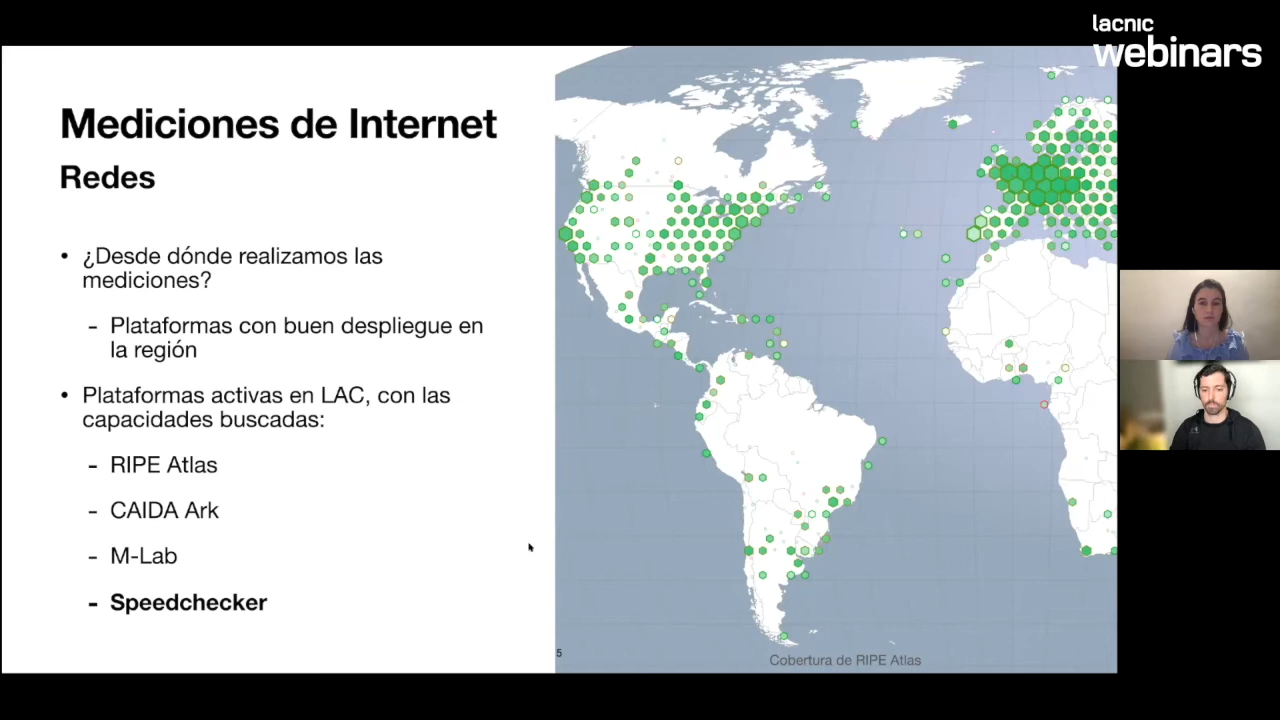 lacnic
webinars
Mediciones de Internet
Redes
• ¿Desde dónde realizamos las
mediciones?
- Plataformas con buen despliegue en
la región
• Plataformas activas en LAC, con las
capacidades buscadas:
- RIPE Atlas
- CAIDA Ark
- M-Lab
- Speedchecker
5
Cobertura de RIPE Atlas